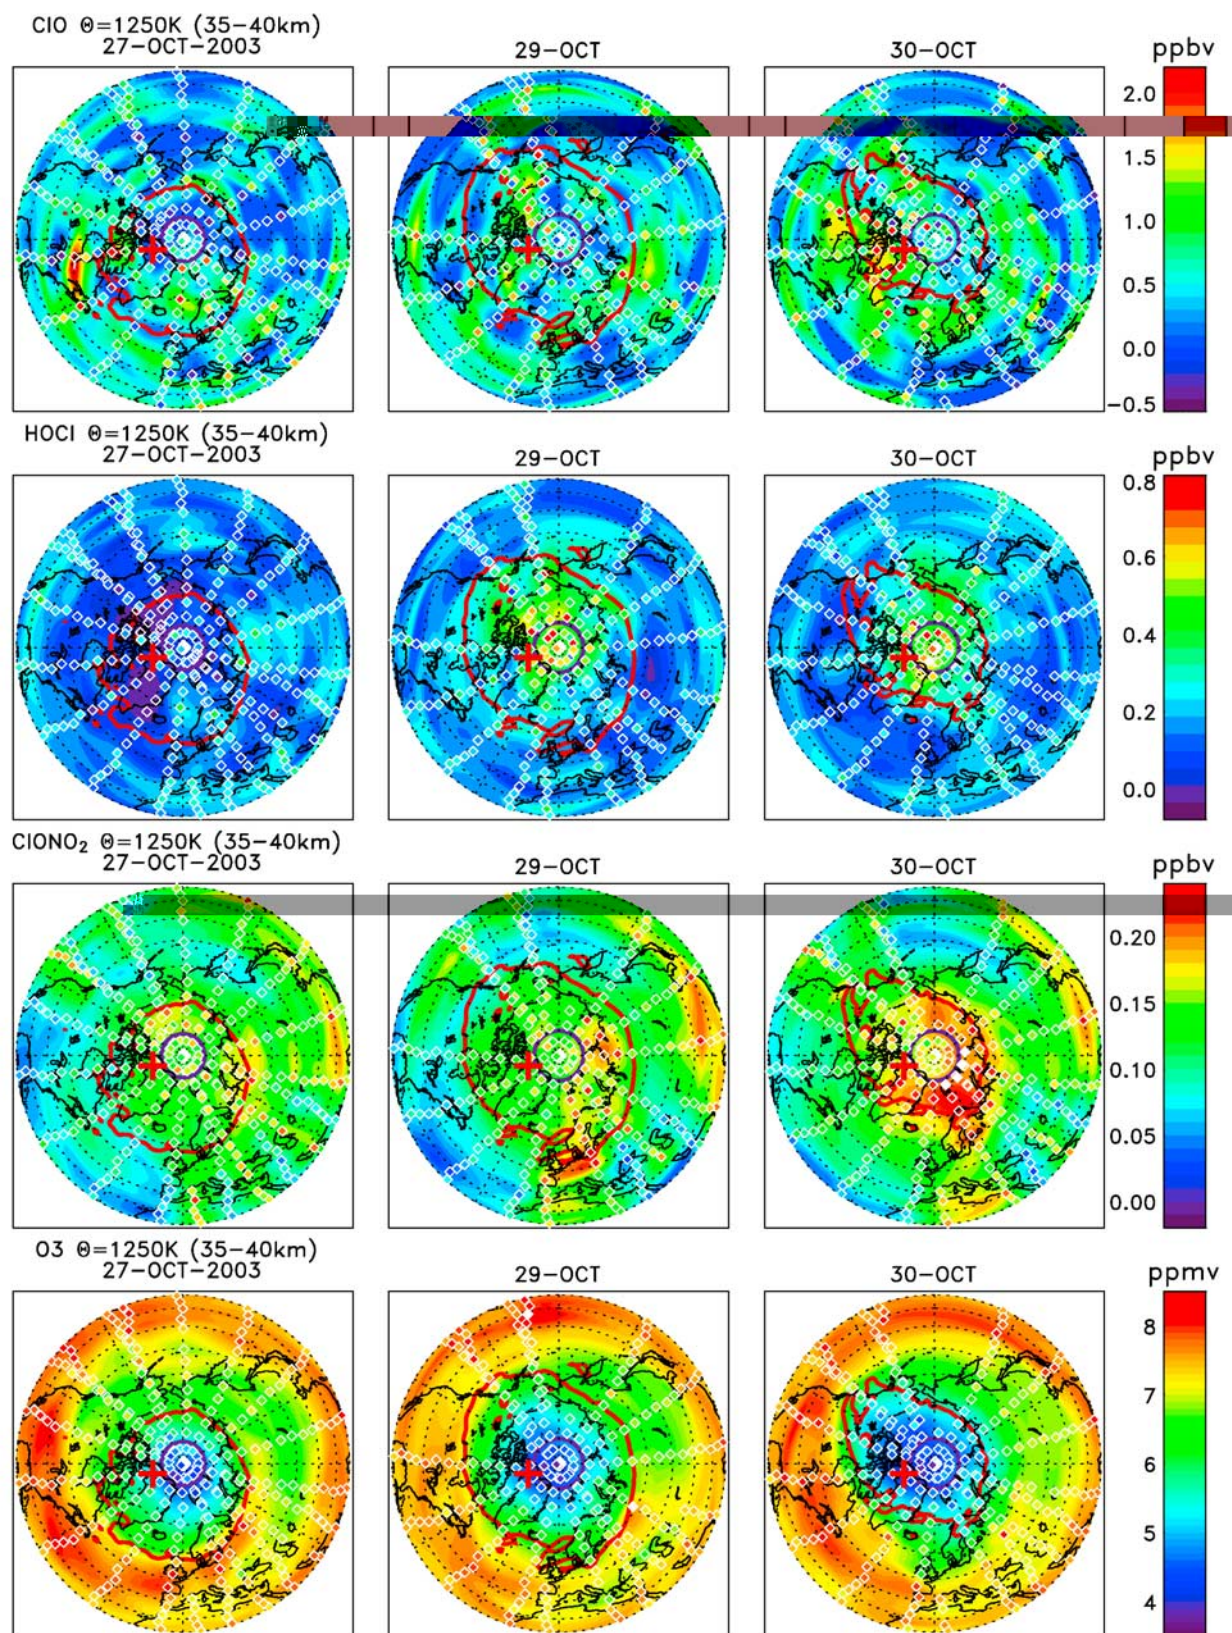 ClO Θ=1250K (35–40km)
27–OCT–2003
29–OCT
30–OCT
ppbv
2.0
1.5
1.0
0.5
0.0
–0.5
HOCl Θ=1250K (35–40km)
27–OCT–2003
29–OCT
30–OCT
ppbv
0.8
0.6
0.4
0.2
0.0
ClONO₂ Θ=1250K (35–40km)
27–OCT–2003
29–OCT
30–OCT
ppbv
0.20
0.15
0.10
0.05
0.00
O3 Θ=1250K (35–40km)
27–OCT–2003
29–OCT
30–OCT
ppmv
8
7
6
5
4